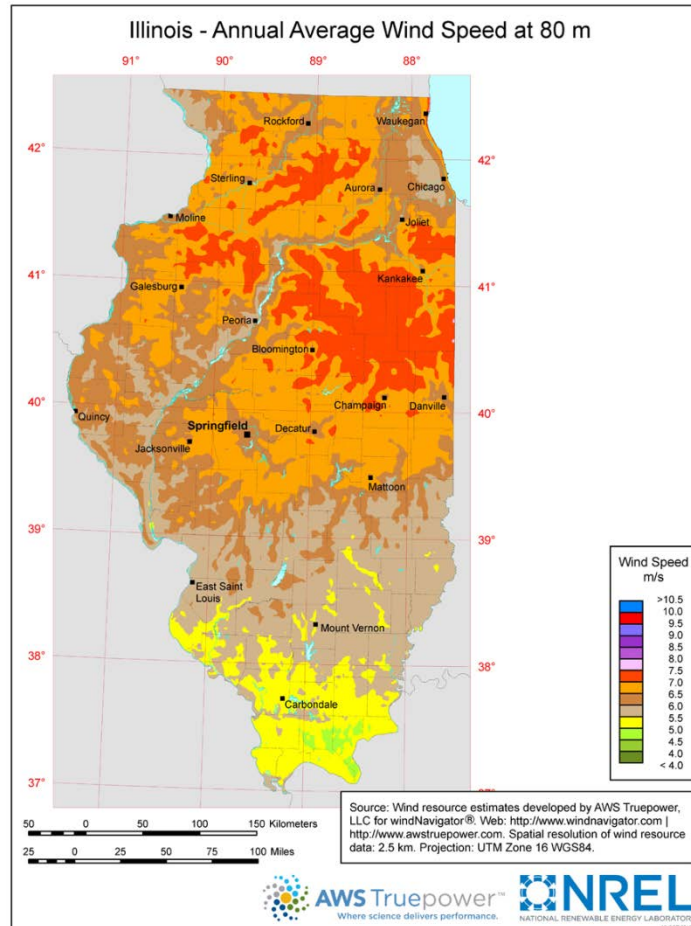 Illinois - Annual Average Wind Speed at 80 m
91° 90° 89° 88°
Rockford
Waukegan
42°
42°
Sterling
Aurora
Chicago
Moline
Joliet
41°
Kankakee
41°
Galesburg
Peoria
Bloomington
Champaign
Danville
40°
40°
Quincy
Springfield
Decatur
Jacksonville
Mattoon
39°
39°
East Saint
Louis
Mount Vernon
38°
38°
Carbondale
37°
91° 90° 89° 88°
Wind Speed
m/s
>10.5
10.0
9.5
9.0
8.5
8.0
7.5
7.0
6.5
6.0
5.5
5.0
4.5
4.0
< 4.0
50 0 50 100 150 Kilometers
25 0 25 50 75 100 Miles
Source: Wind resource estimates developed by AWS Truepower,
LLC for windNavigator®. Web: http://www.windnavigator.com |
http://www.awstruepower.com. Spatial resolution of wind resource
data: 2.5 km. Projection: UTM Zone 16 WGS84.
AWS Truepower™
Where science delivers performance.
NREL
NATIONAL RENEWABLE ENERGY LABORATORY